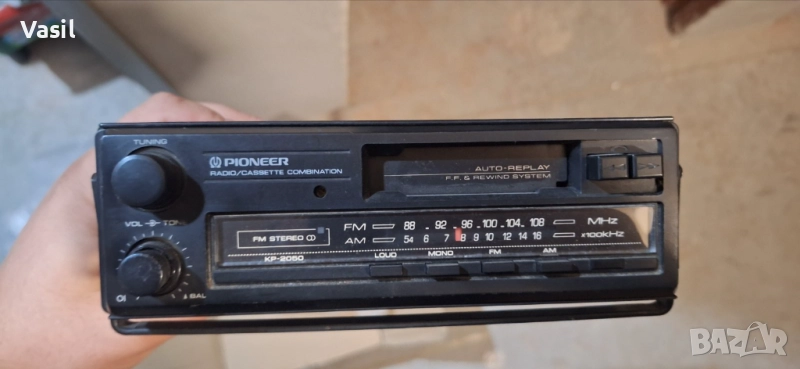 Vasil
TUNING
PIONEER
RADIO/CASSETTE COMBINATION
AUTO-REPLAY
F.F. & REWIND SYSTEM
VOL TON
FM 88 92 96 100 104 108 MHz
FM STEREO
AM 54 6 7 8 9 10 12 14 16 x100kHz
KP-2050 LOUD MONO FM AM
BAL
BAZAR